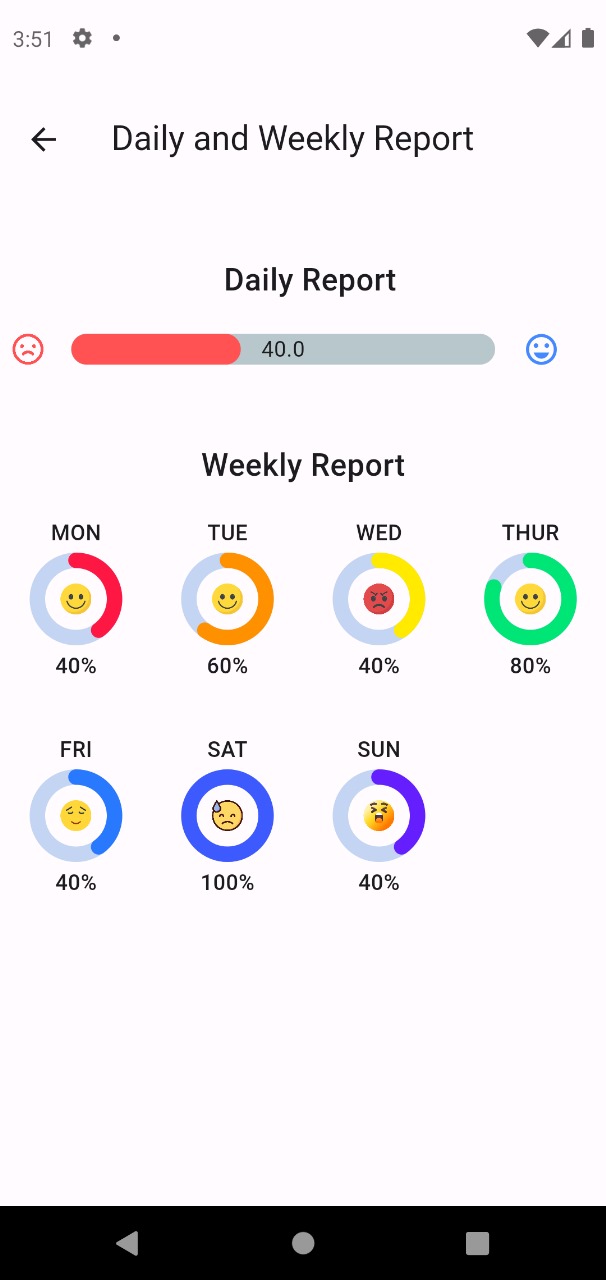 3:51
Daily and Weekly Report
Daily Report
40.0
Weekly Report
MON TUE WED THUR
40% 60% 40% 80%
FRI SAT SUN
40% 100% 40%